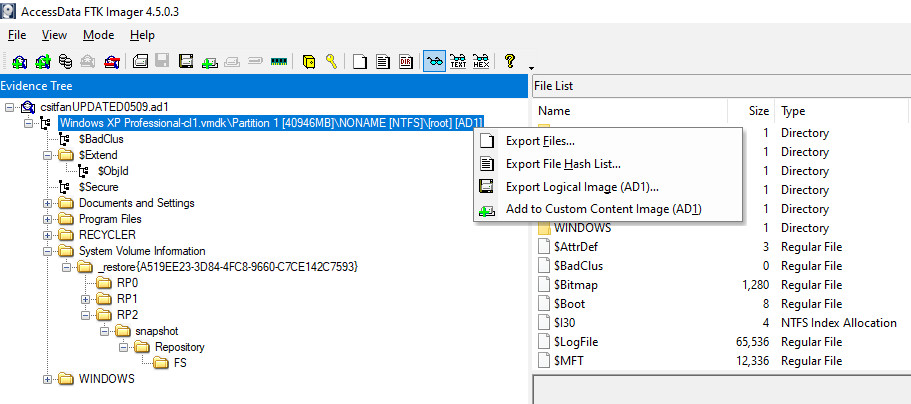 AccessData FTK Imager 4.5.0.3
File View Mode Help
TEXT HEX ?
Evidence Tree
csitfanUPDATED0509.ad1
Windows XP Professional-cl1.vmdk\Partition 1 [40946MB]\NONAME [NTFS]\[root] [AD1]
$BadClus
$Extend
$ObjId
$Secure
Documents and Settings
Program Files
RECYCLER
System Volume Information
_restore{A519EE23-3D84-4FC8-9660-C7CE142C7593}
RP0
RP1
RP2
snapshot
Repository
FS
WINDOWS
Export Files...
Export File Hash List...
Export Logical Image (AD1)...
Add to Custom Content Image (AD1)
File List
Name Size Type
1 Directory
1 Directory
1 Directory
1 Directory
1 Directory
WINDOWS 1 Directory
$AttrDef 3 Regular File
$BadClus 0 Regular File
$Bitmap 1,280 Regular File
$Boot 8 Regular File
$I30 4 NTFS Index Allocation
$LogFile 65,536 Regular File
$MFT 12,336 Regular File